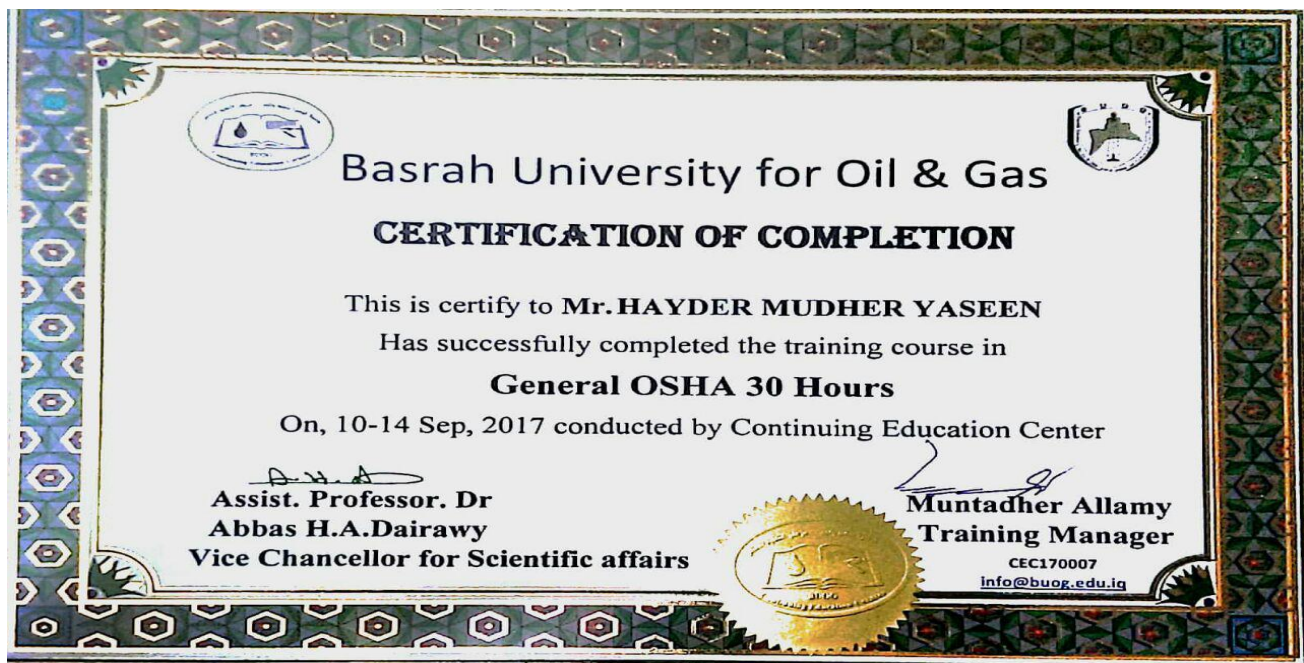 Basrah University for Oil & Gas
CERTIFICATION OF COMPLETION
This is certify to Mr.HAYDER MUDHER YASEEN
Has successfully completed the training course in
General OSHA 30 Hours
On, 10-14 Sep, 2017 conducted by Continuing Education Center
Assist. Professor. Dr
Abbas H.A.Dairawy
Vice Chancellor for Scientific affairs
Muntadher Allamy
Training Manager
CEC170007
info@buog.edu.iq